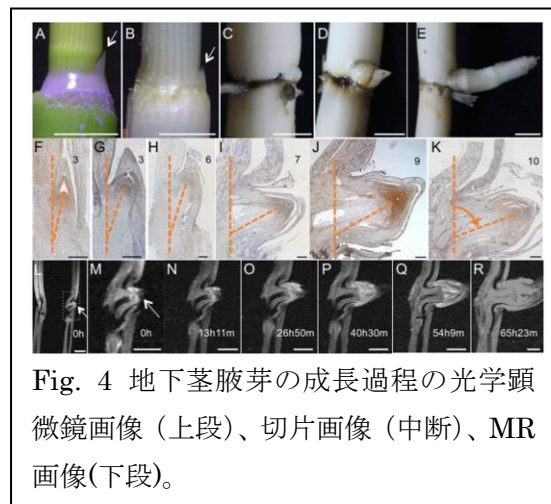 A B C D E
F 3 G 3 H 6 I 7 J 9 K 10
L 0h M 0h N 13h11m O 26h50m P 40h30m Q 54h9m R 65h23m
Fig. 4 地下茎腋芽の成長過程の光学顕
微鏡画像（上段）、切片画像（中断）、MR
画像(下段)。